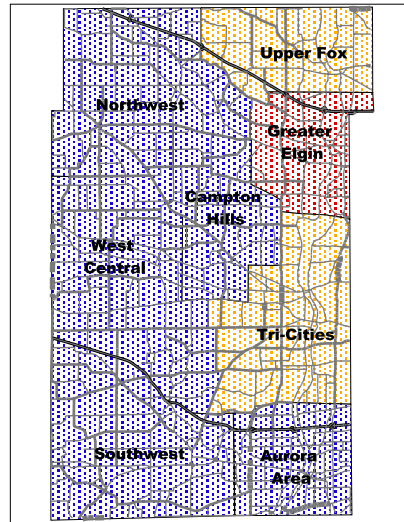 Upper Fox
Northwest
Greater
Elgin
Campton
Hills
West
Central
Tri-Cities
Southwest
Aurora
Area